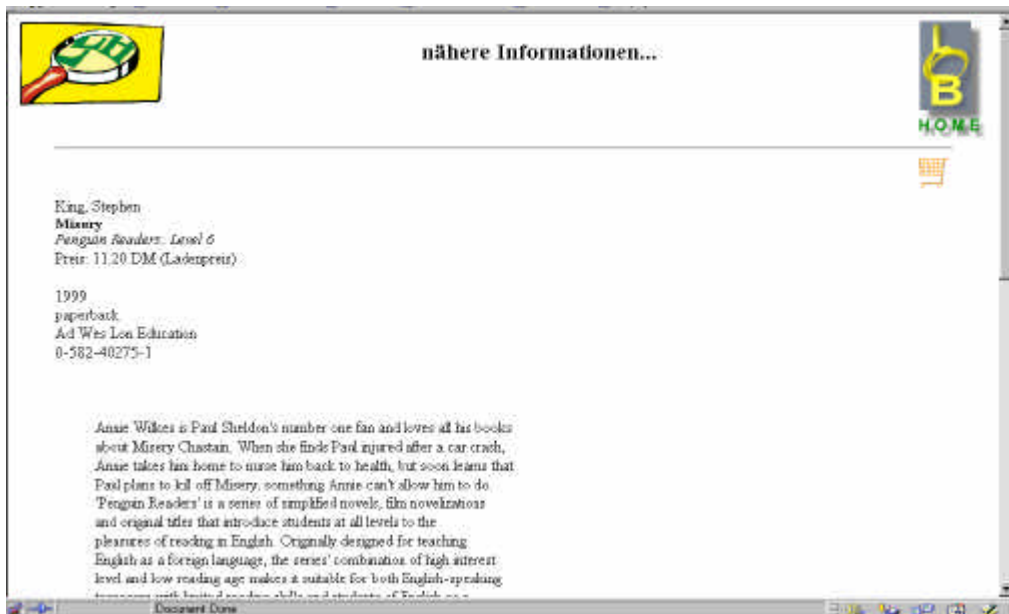 nähere Informationen...
B
HOME
King, Stephen
Misery
Penguin Readers: Level 6
Preis: 11.20 DM (Ladenpreis)
1999
paperback
Ad Wes Lon Education
0-582-40275-1
Annie Wilkes is Paul Sheldon's number one fan and loves all his books
about Misery Chastain. When she finds Paul injured after a car crash,
Annie takes him home to nurse him back to health, but soon learns that
Paul plans to kill off Misery, something Annie can't allow him to do.
'Penguin Readers' is a series of simplified novels, film novelizations
and original titles that introduce students at all levels to the
pleasures of reading in English. Originally designed for teaching
English as a foreign language, the series' combination of high interest
level and low reading age makes it suitable for both English-speaking
Document Done